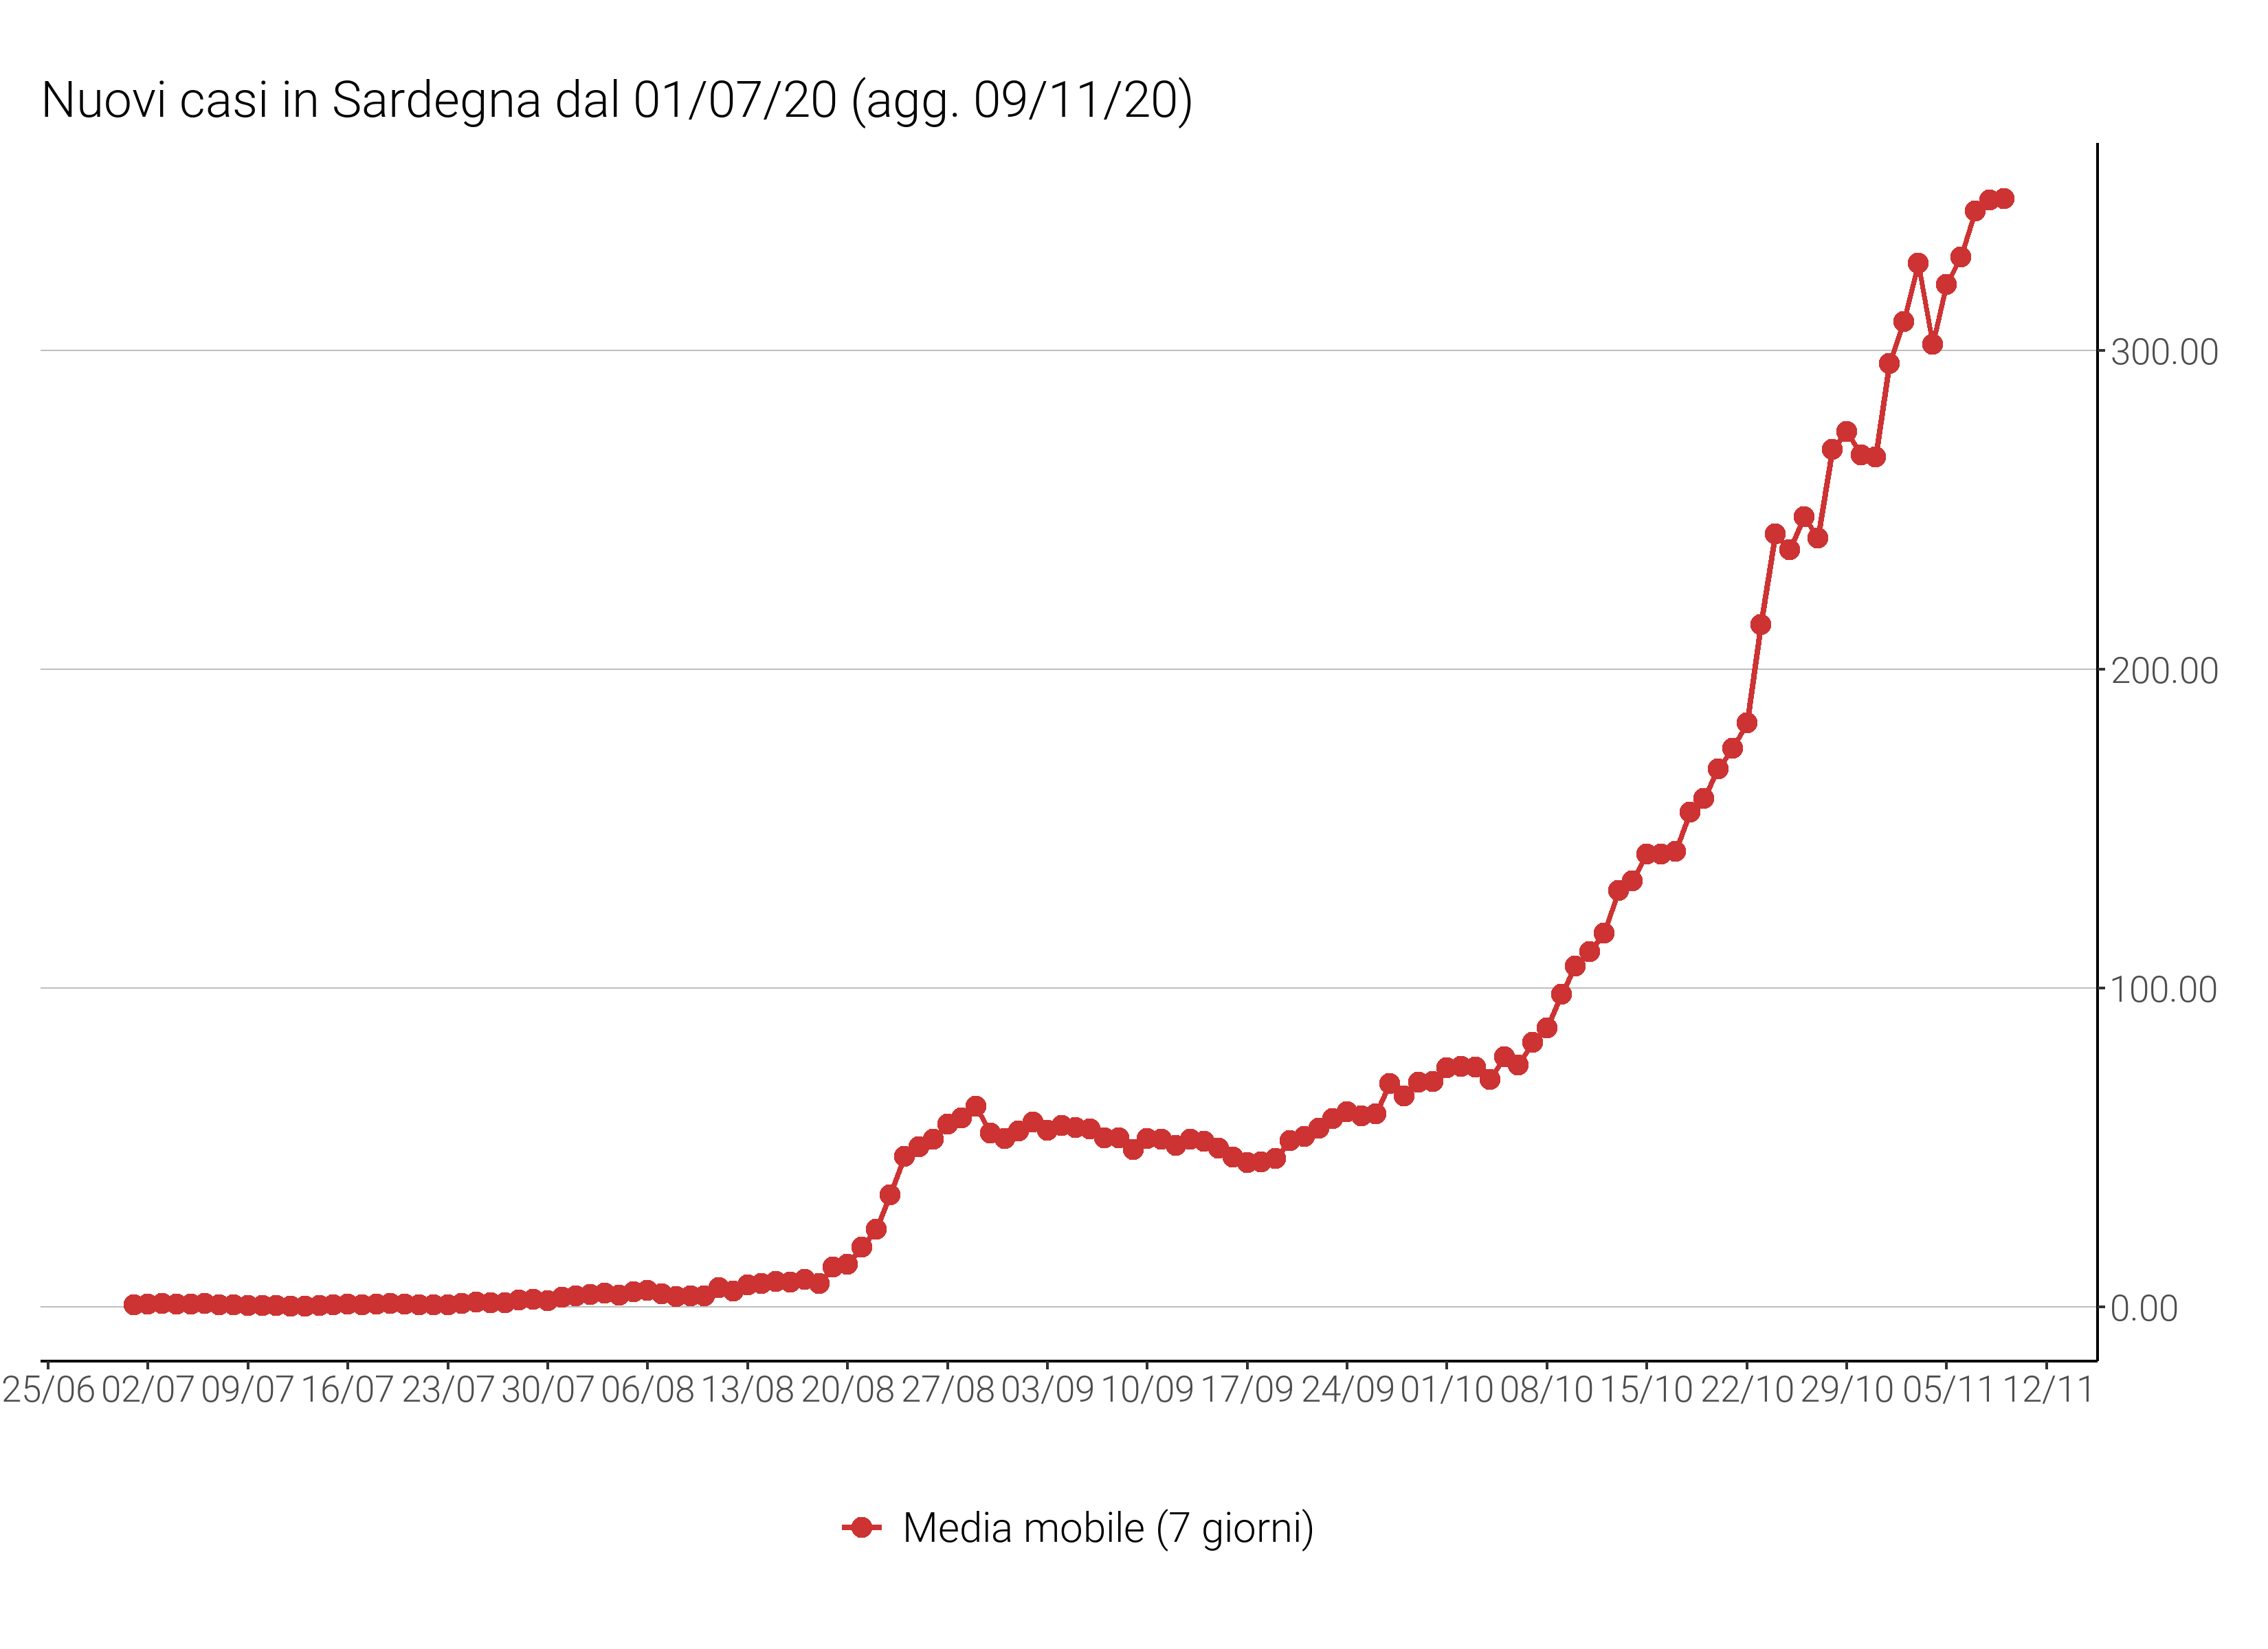 Nuovi casi in Sardegna dal 01/07/20 (agg. 09/11/20)
300.00
200.00
100.00
0.00
25/06 02/07 09/07 16/07 23/07 30/07 06/08 13/08 20/08 27/08 03/09 10/09 17/09 24/09 01/10 08/10 15/10 22/10 29/10 05/11 12/11
Media mobile (7 giorni)